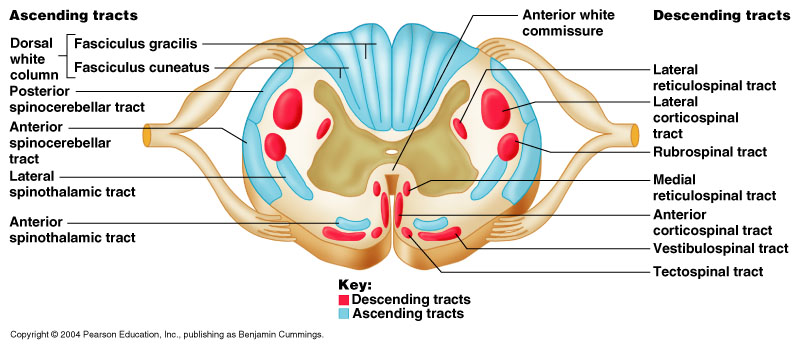 Ascending tracts
Dorsal
white
column
Fasciculus gracilis
Fasciculus cuneatus
Posterior
spinocerebellar tract
Anterior
spinocerebellar
tract
Lateral
spinothalamic tract
Anterior
spinothalamic tract
Anterior white
commissure
Descending tracts
Lateral
reticulospinal tract
Lateral
corticospinal
tract
Rubrospinal tract
Medial
reticulospinal tract
Anterior
corticospinal tract
Vestibulospinal tract
Tectospinal tract
Key:
Descending tracts
Ascending tracts
Copyright © 2004 Pearson Education, Inc., publishing as Benjamin Cummings.